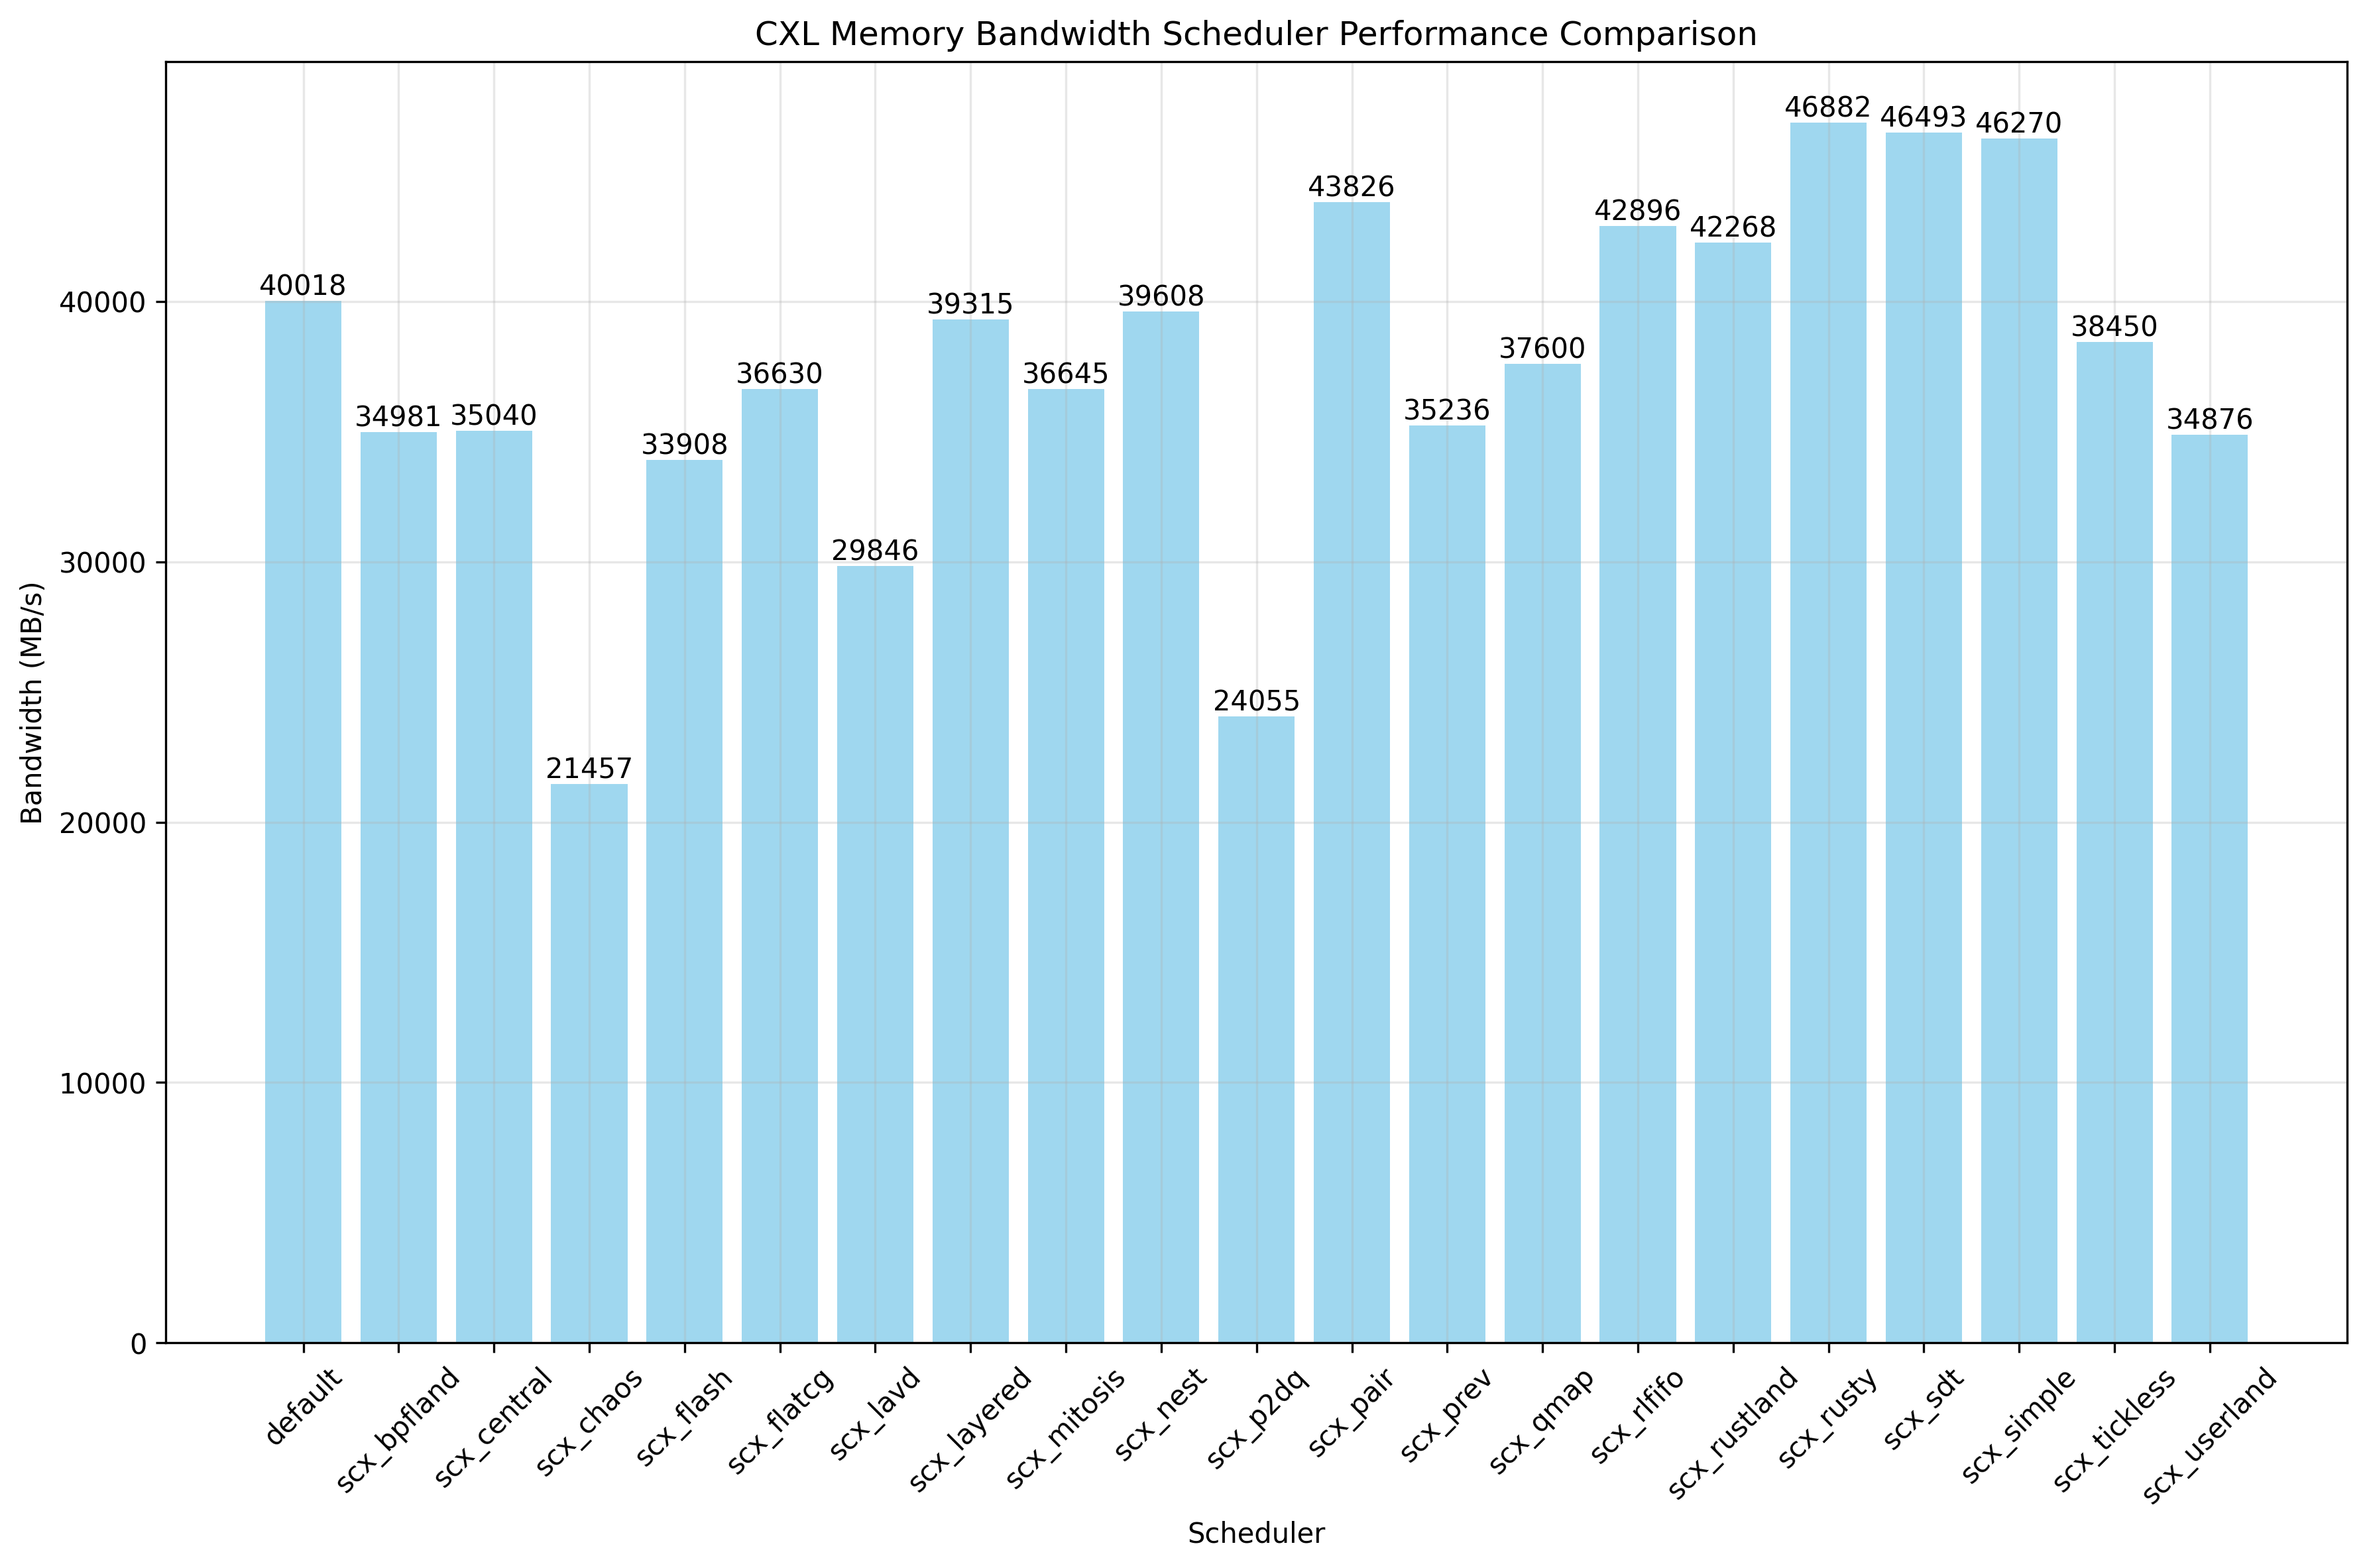 CXL Memory Bandwidth Scheduler Performance Comparison
46882
46493
46270
43826
42896
42268
40018
39608
39315
38450
37600
36645
36630
35236
35040
34981
34876
33908
29846
24055
21457
40000
30000
20000
10000
0
Bandwidth (MB/s)
default
scx_bpfland
scx_central
scx_chaos
scx_flash
scx_flatcg
scx_lavd
scx_layered
scx_mitosis
scx_nest
scx_p2dq
scx_pair
scx_prev
scx_qmap
scx_rlfifo
scx_rustland
scx_rusty
scx_sdt
scx_simple
scx_tickless
scx_userland
Scheduler